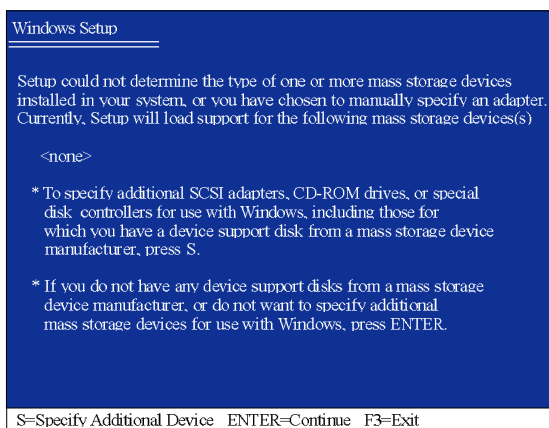 Windows Setup
Setup could not determine the type of one or more mass storage devices
installed in your system, or you have chosen to manually specify an adapter.
Currently, Setup will load support for the following mass storage devices(s)
<none>
* To specify additional SCSI adapters, CD-ROM drives, or special
disk controllers for use with Windows, including those for
which you have a device support disk from a mass storage device
manufacturer, press S.
* If you do not have any device support disks from a mass storage
device manufacturer, or do not want to specify additional
mass storage devices for use with Windows, press ENTER.
S=Specify Additional Device ENTER=Continue F3=Exit